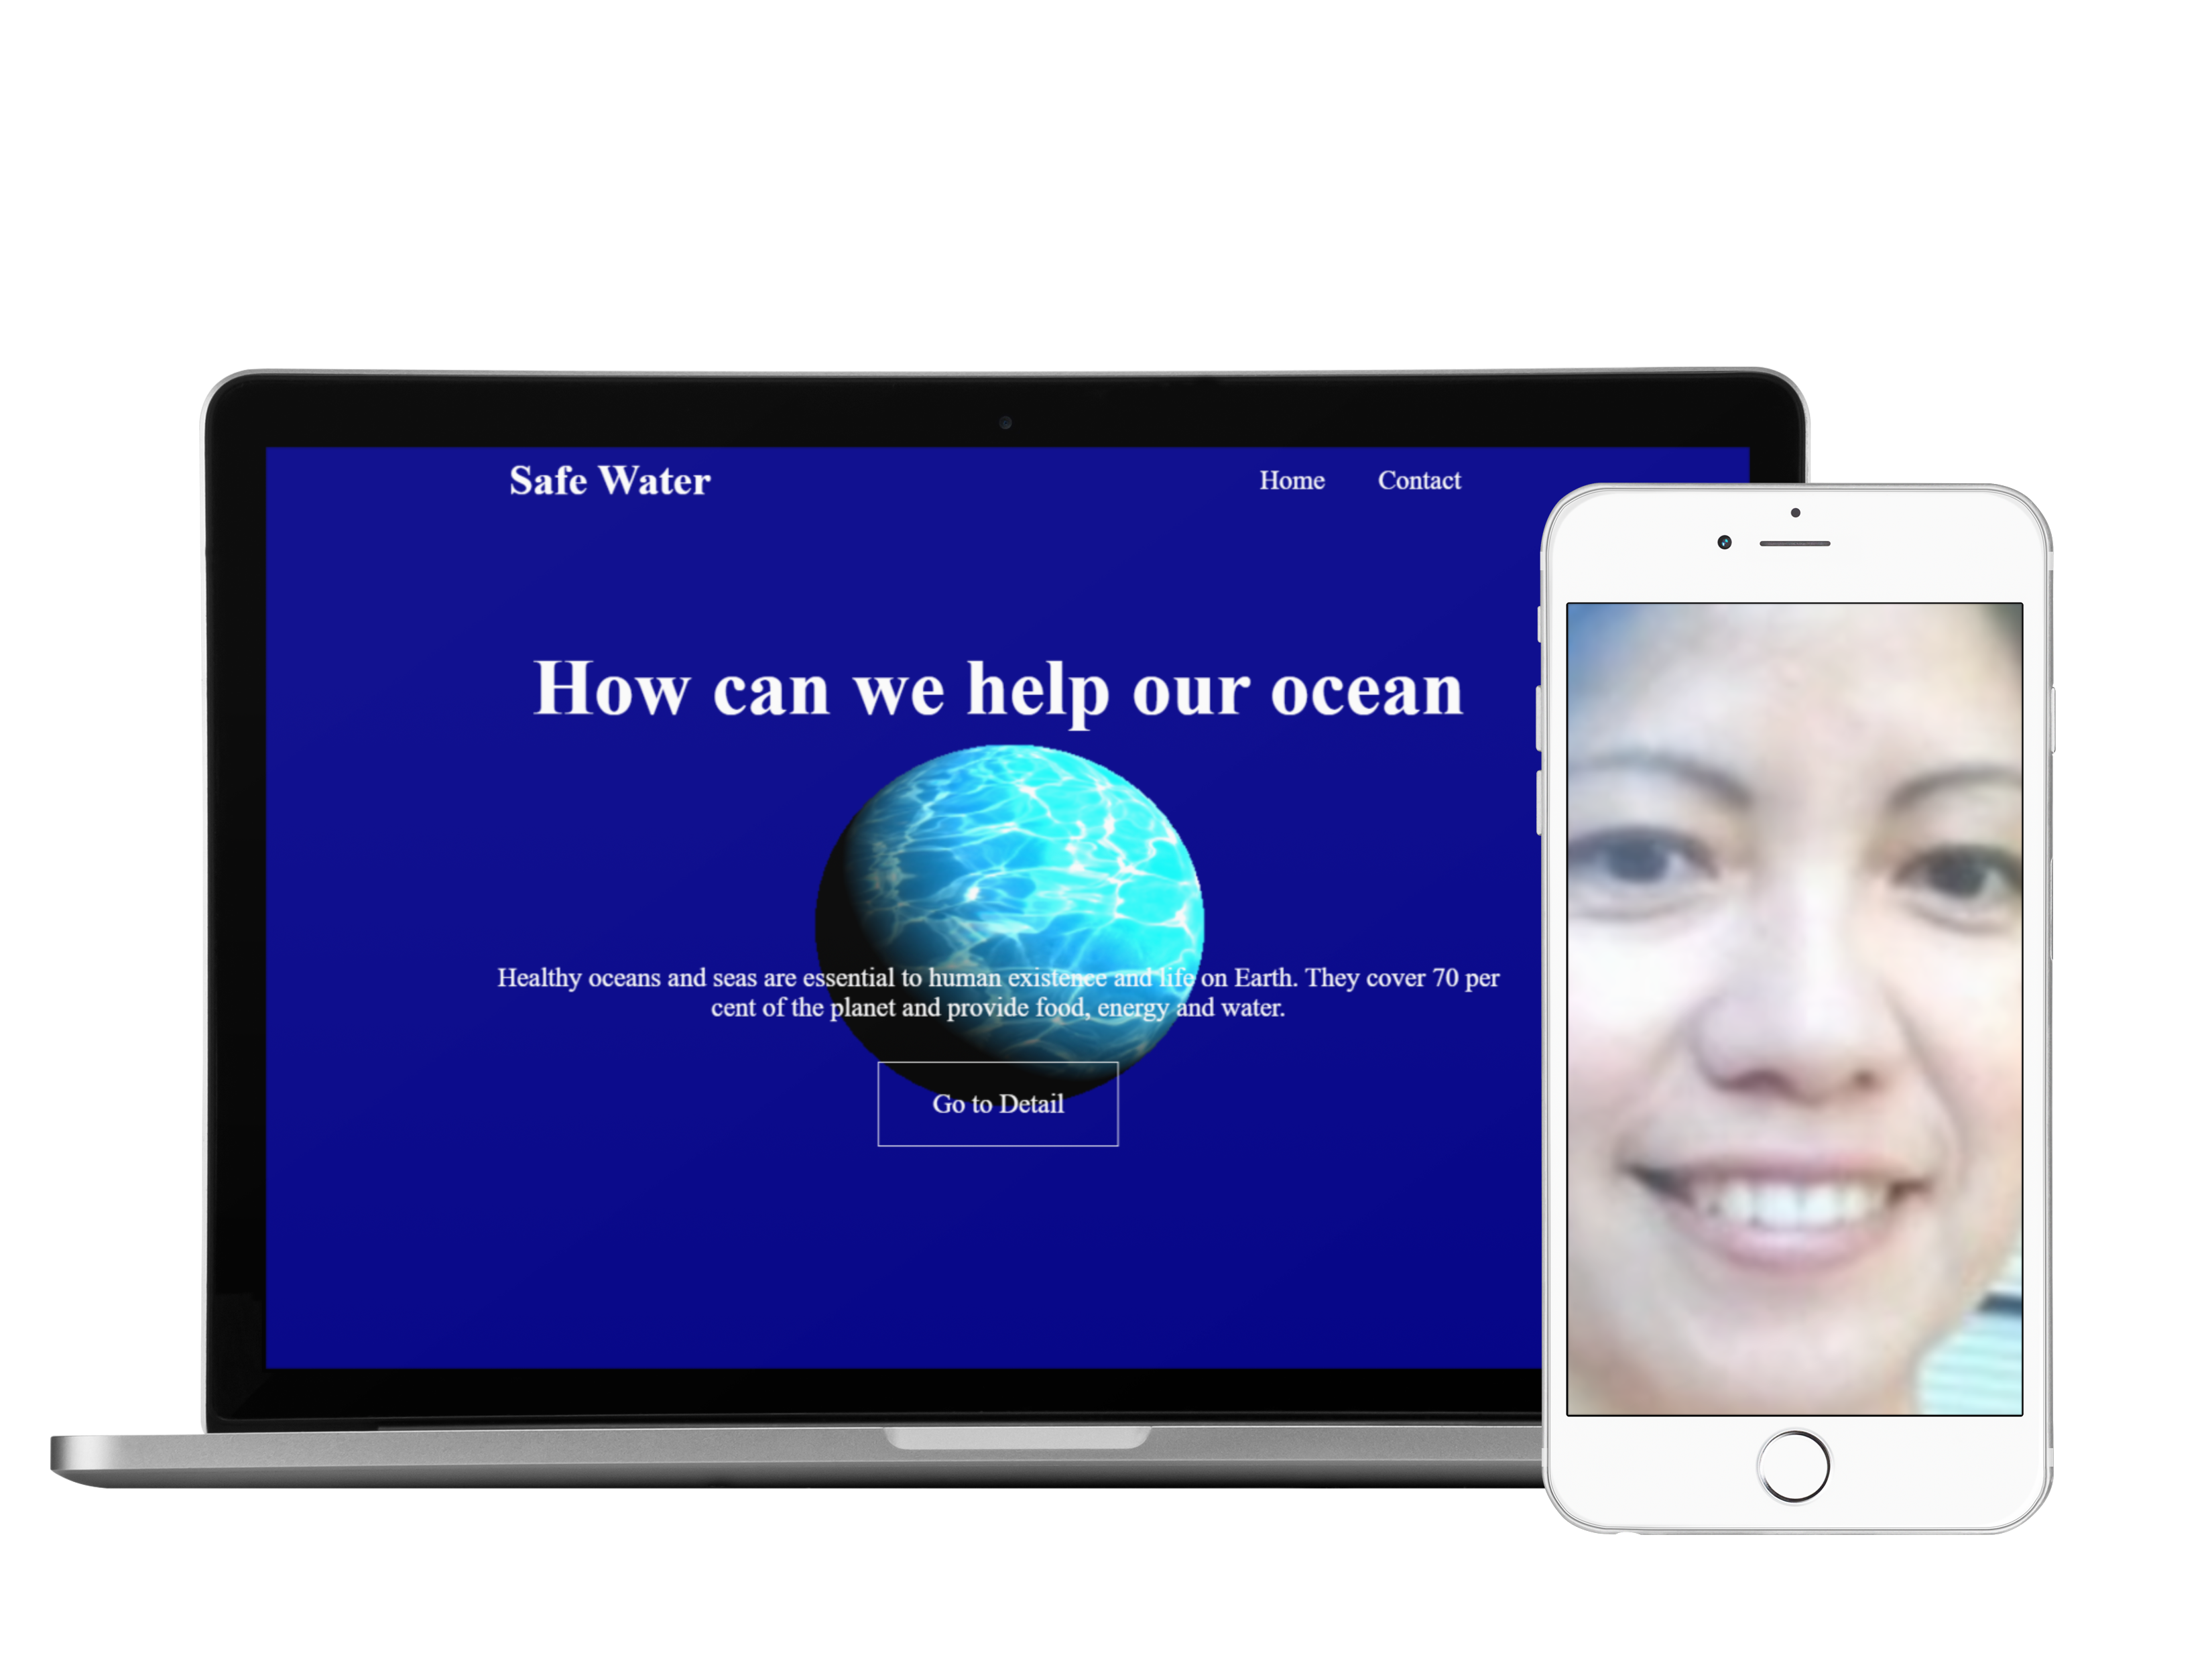 Safe Water
Home Contact
How can we help our ocean
Healthy oceans and seas are essential to human existence and life on Earth. They cover 70 per
cent of the planet and provide food, energy and water.
Go to Detail